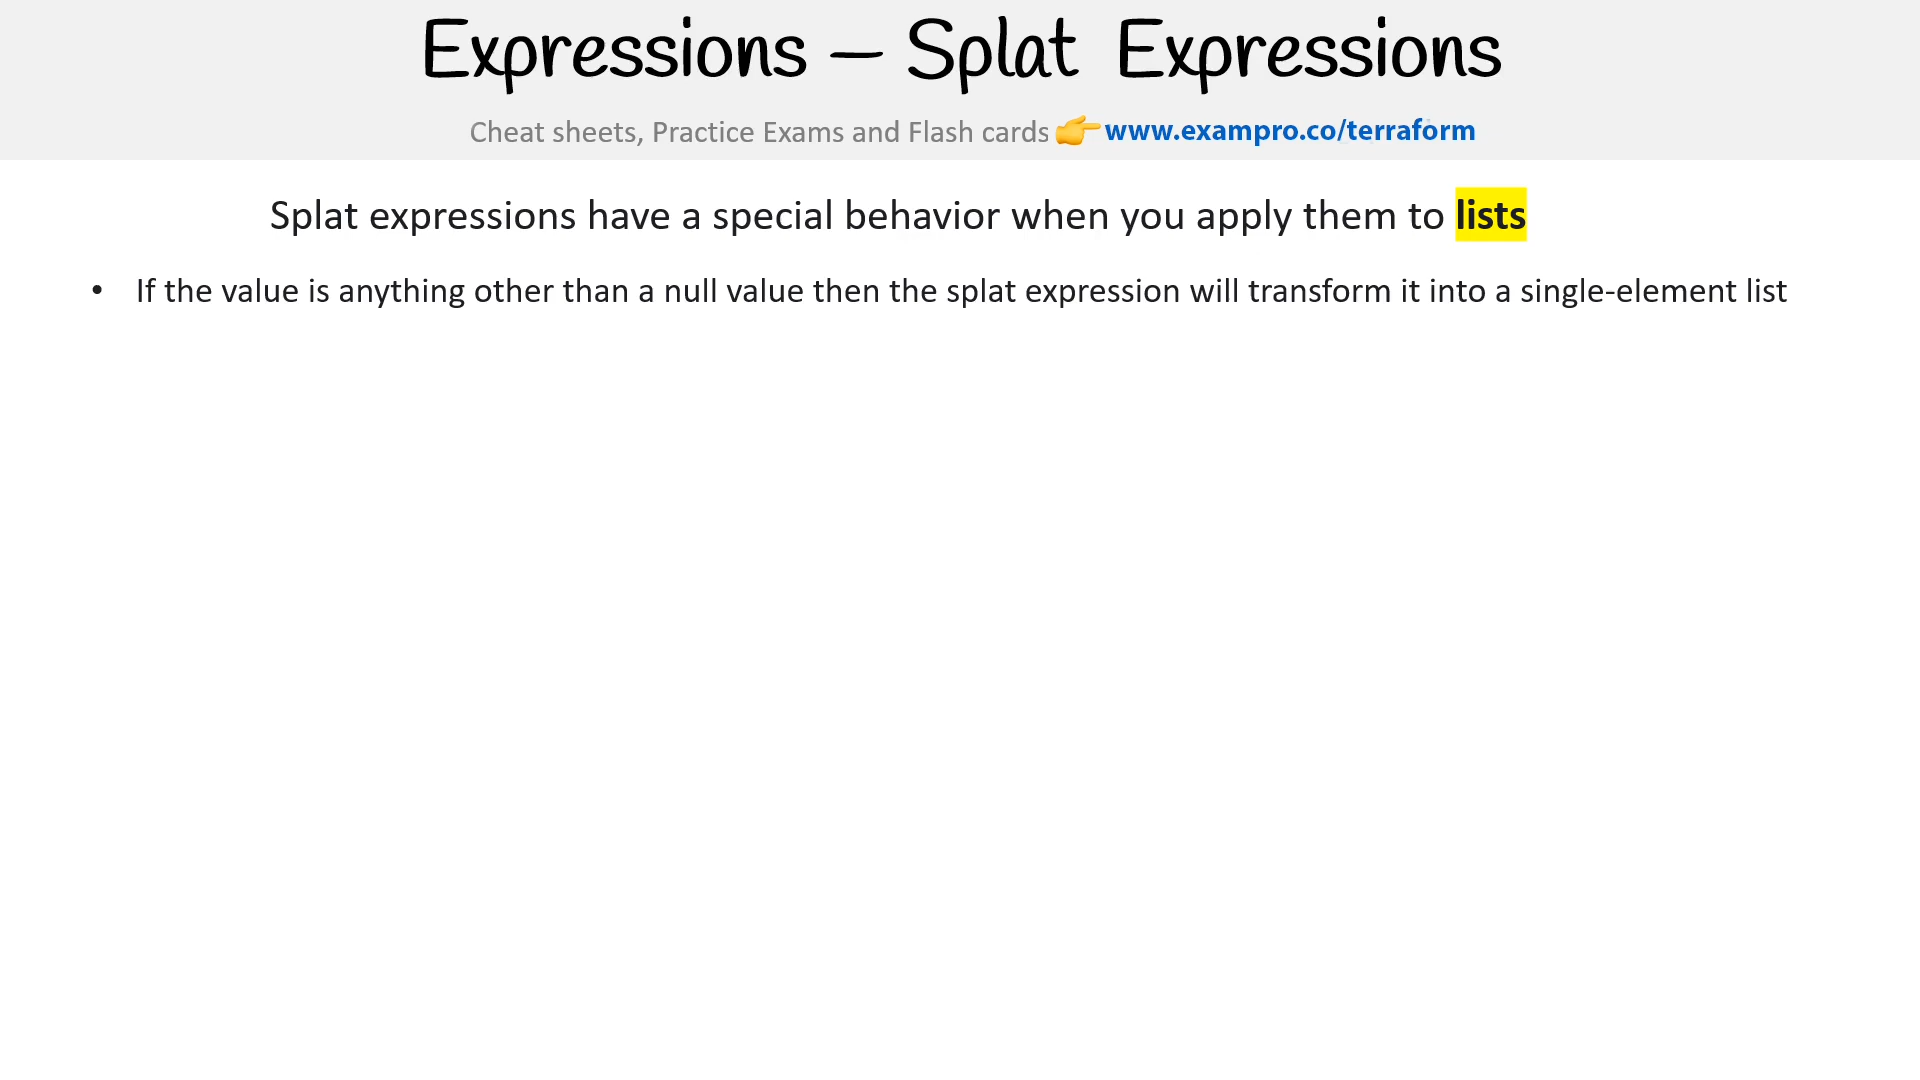 Expressions — Splat Expressions
Cheat sheets, Practice Exams and Flash cards 👉www.exampro.co/terraform
Splat expressions have a special behavior when you apply them to lists
• If the value is anything other than a null value then the splat expression will transform it into a single-element list